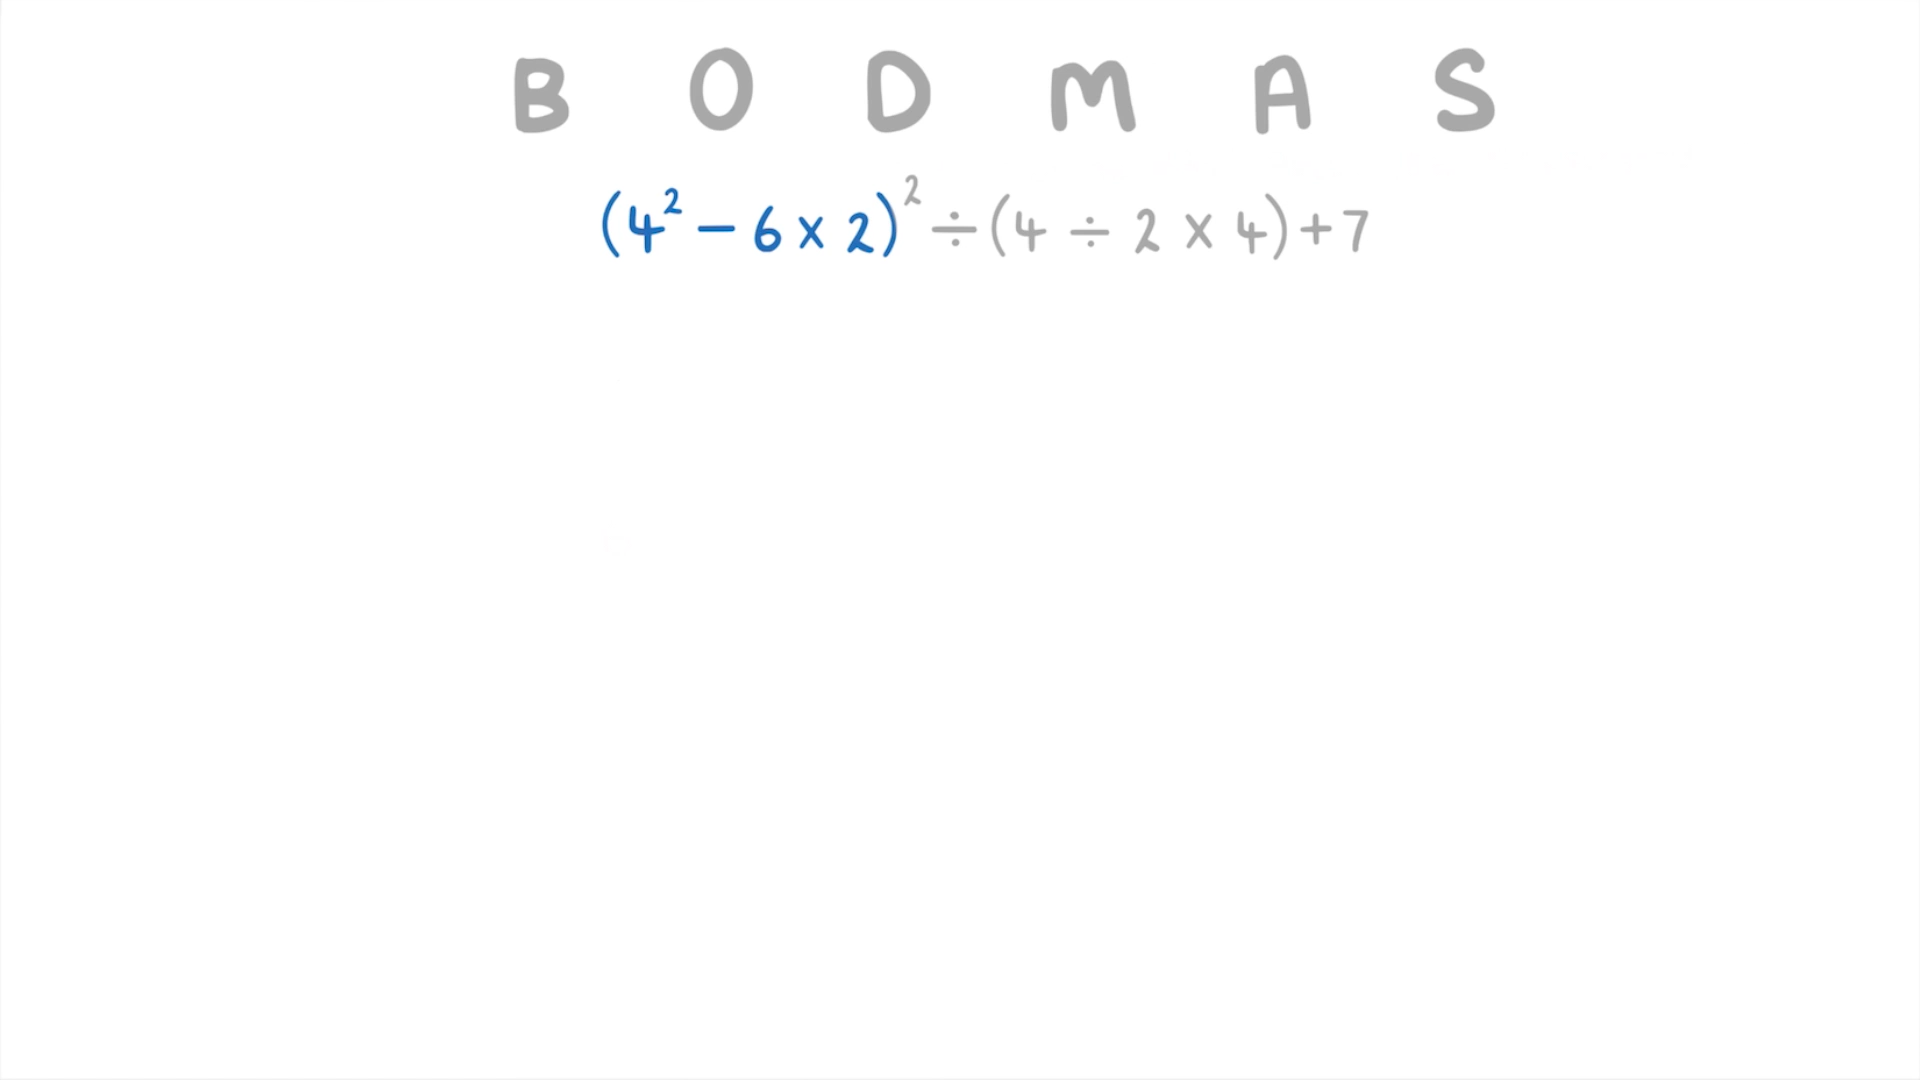 B O D M A S
(4² − 6 × 2)² ÷ (4 ÷ 2 × 4) + 7